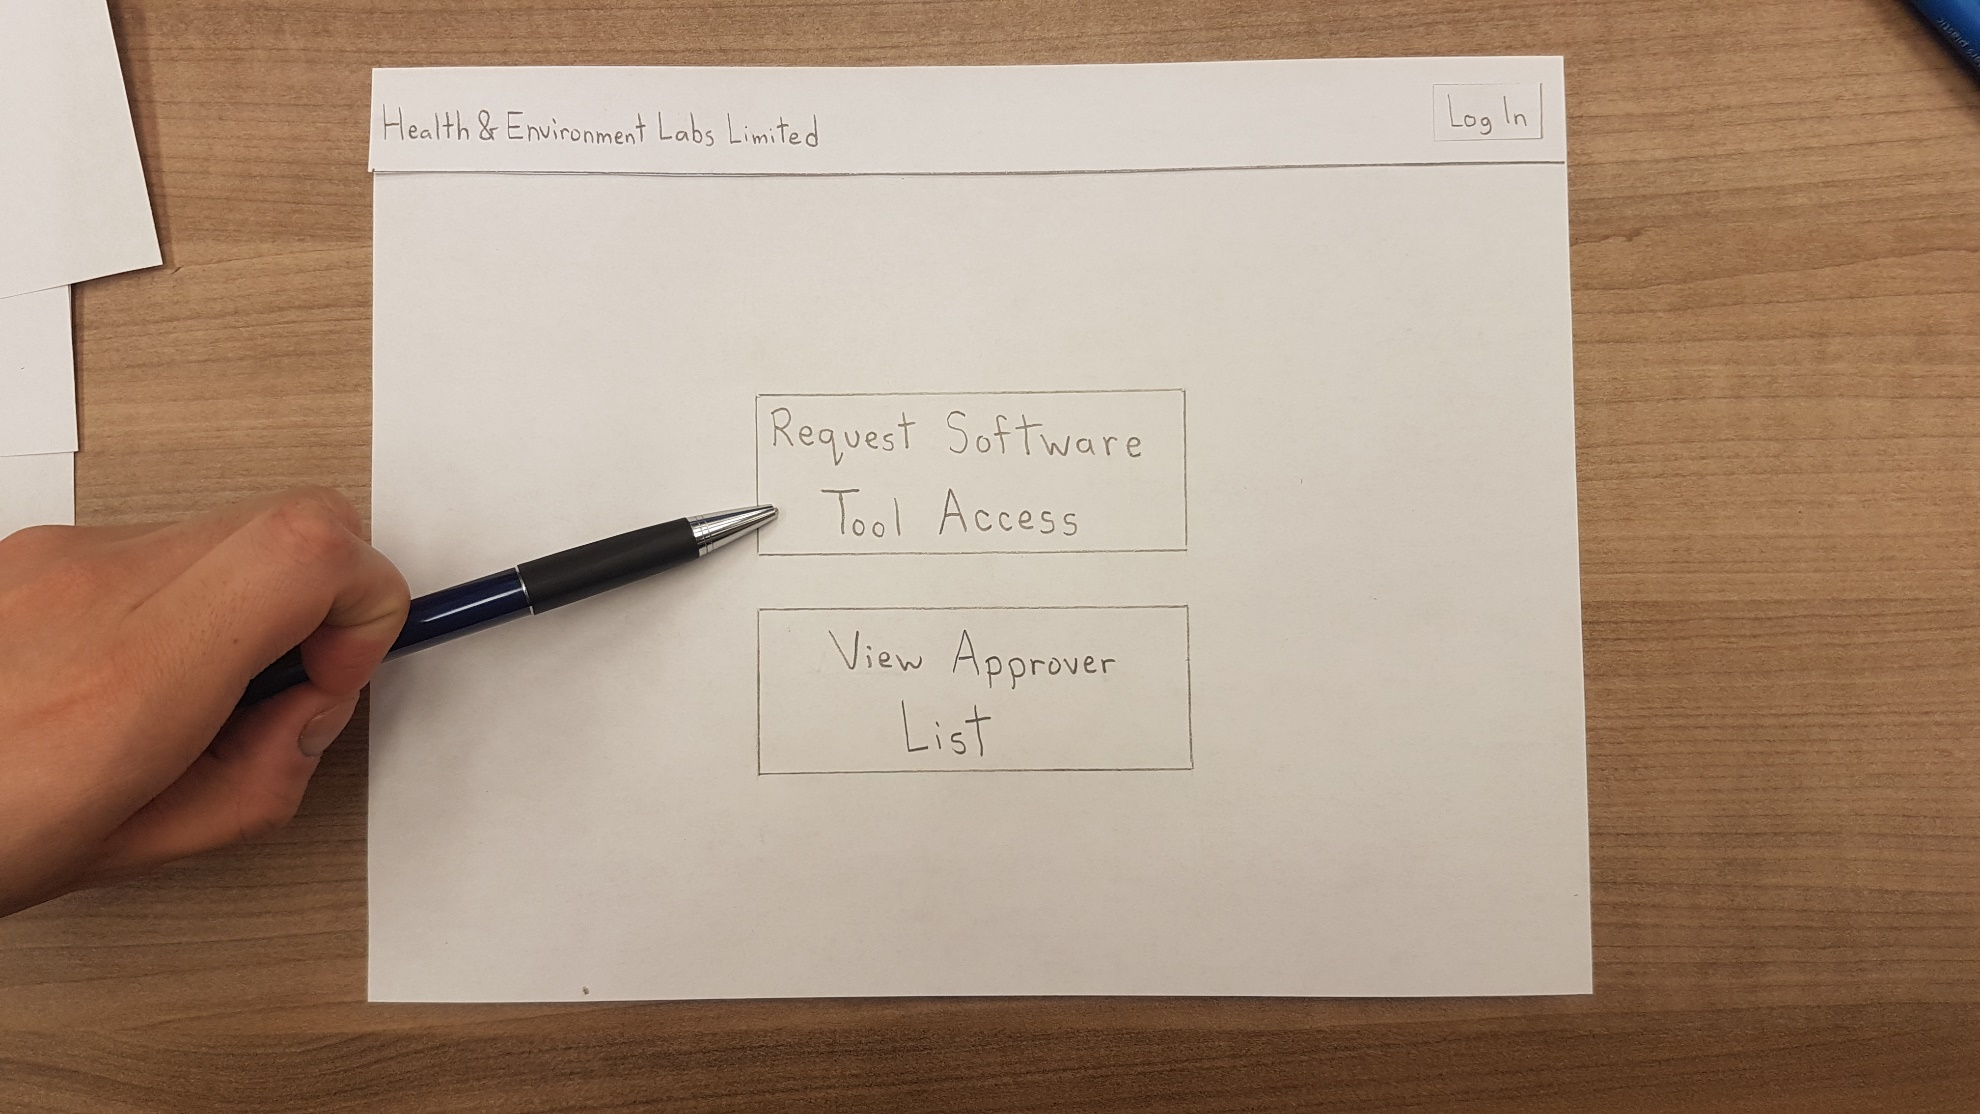 Health & Environment Labs Limited
Log In
Request Software
Tool Access
View Approver
List